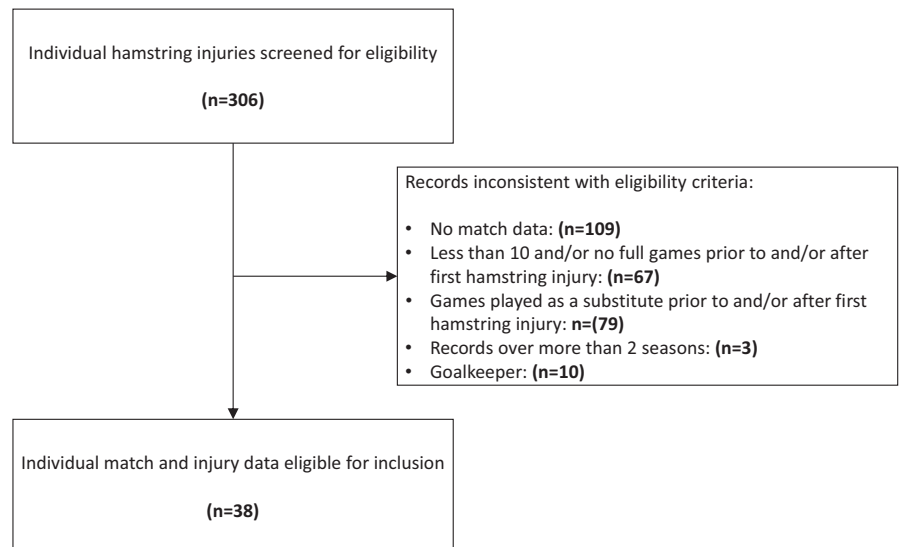 Individual hamstring injuries screened for eligibility
(n=306)
Records inconsistent with eligibility criteria:
• No match data: (n=109)
• Less than 10 and/or no full games prior to and/or after
first hamstring injury: (n=67)
• Games played as a substitute prior to and/or after first
hamstring injury: n=(79)
• Records over more than 2 seasons: (n=3)
• Goalkeeper: (n=10)
Individual match and injury data eligible for inclusion
(n=38)